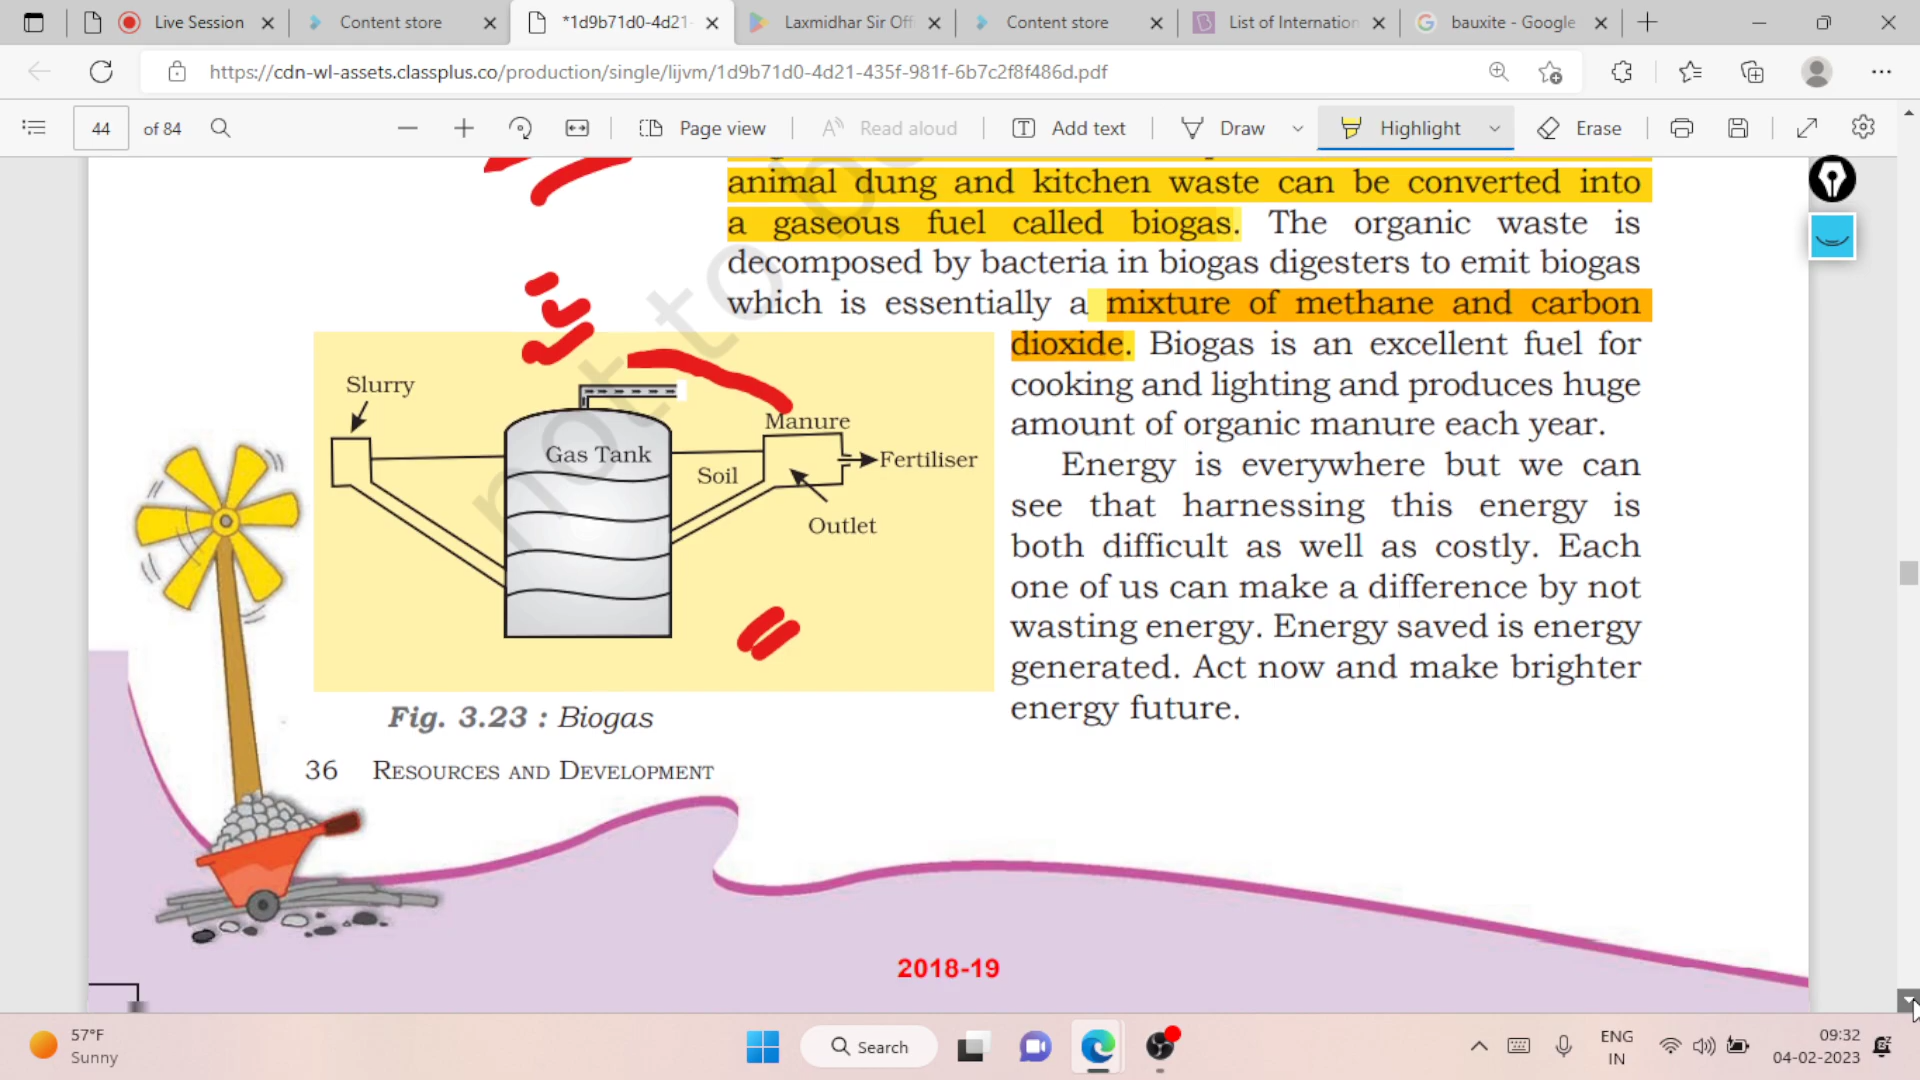 Live Session
Content store
*1d9b71d0-4d21-
Laxmidhar Sir Off
Content store
List of Internation
bauxite - Google
https://cdn-wl-assets.classplus.co/production/single/lijvm/1d9b71d0-4d21-435f-981f-6b7c2f8f486d.pdf
44 of 84
Page view
Read aloud
Add text
Draw
Highlight
Erase
animal dung and kitchen waste can be converted into
a gaseous fuel called biogas. The organic waste is
decomposed by bacteria in biogas digesters to emit biogas
which is essentially a mixture of methane and carbon
dioxide. Biogas is an excellent fuel for
cooking and lighting and produces huge
amount of organic manure each year.
Energy is everywhere but we can
see that harnessing this energy is
both difficult as well as costly. Each
one of us can make a difference by not
wasting energy. Energy saved is energy
generated. Act now and make brighter
energy future.
not to b
Slurry
Gas Tank
Manure
Soil
Fertiliser
Outlet
Fig. 3.23 : Biogas
36 RESOURCES AND DEVELOPMENT
2018-19
57°F
Sunny
Search
ENG
IN
09:32
04-02-2023